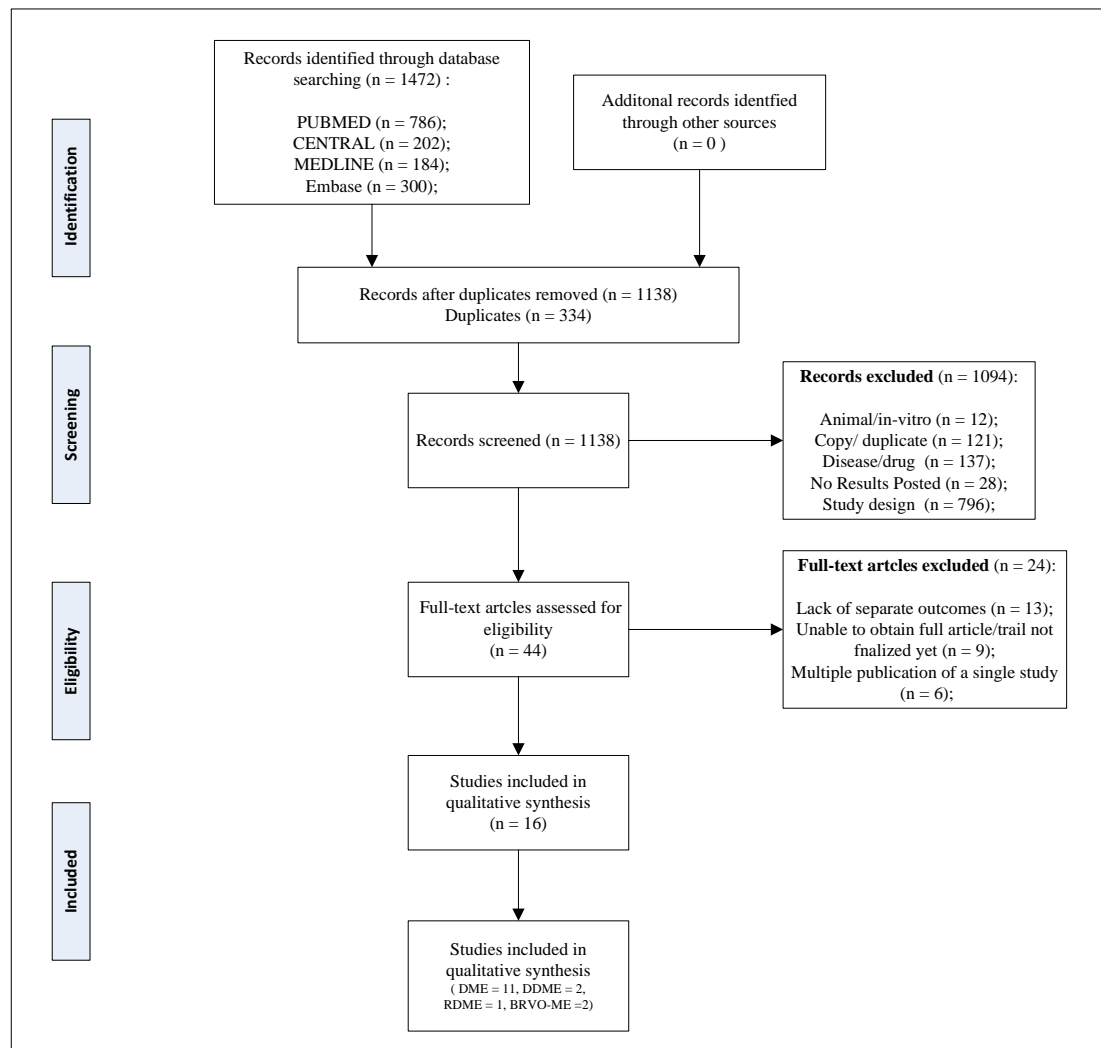 Records identified through database
searching (n = 1472) :
PUBMED (n = 786);
CENTRAL (n = 202);
MEDLINE (n = 184);
Embase (n = 300);
Additonal records identfied
through other sources
(n = 0 )
Identification
Records after duplicates removed (n = 1138)
Duplicates (n = 334)
Screening
Records screened (n = 1138)
Records excluded (n = 1094):
Animal/in-vitro (n = 12);
Copy/ duplicate (n = 121);
Disease/drug (n = 137);
No Results Posted (n = 28);
Study design (n = 796);
Eligibility
Full-text artcles assessed for
eligibility
(n = 44)
Full-text artcles excluded (n = 24):
Lack of separate outcomes (n = 13);
Unable to obtain full article/trail not
fnalized yet (n = 9);
Multiple publication of a single study
(n = 6);
Included
Studies included in
qualitative synthesis
(n = 16)
Studies included in
qualitative synthesis
( DME = 11, DDME = 2,
RDME = 1, BRVO-ME =2)